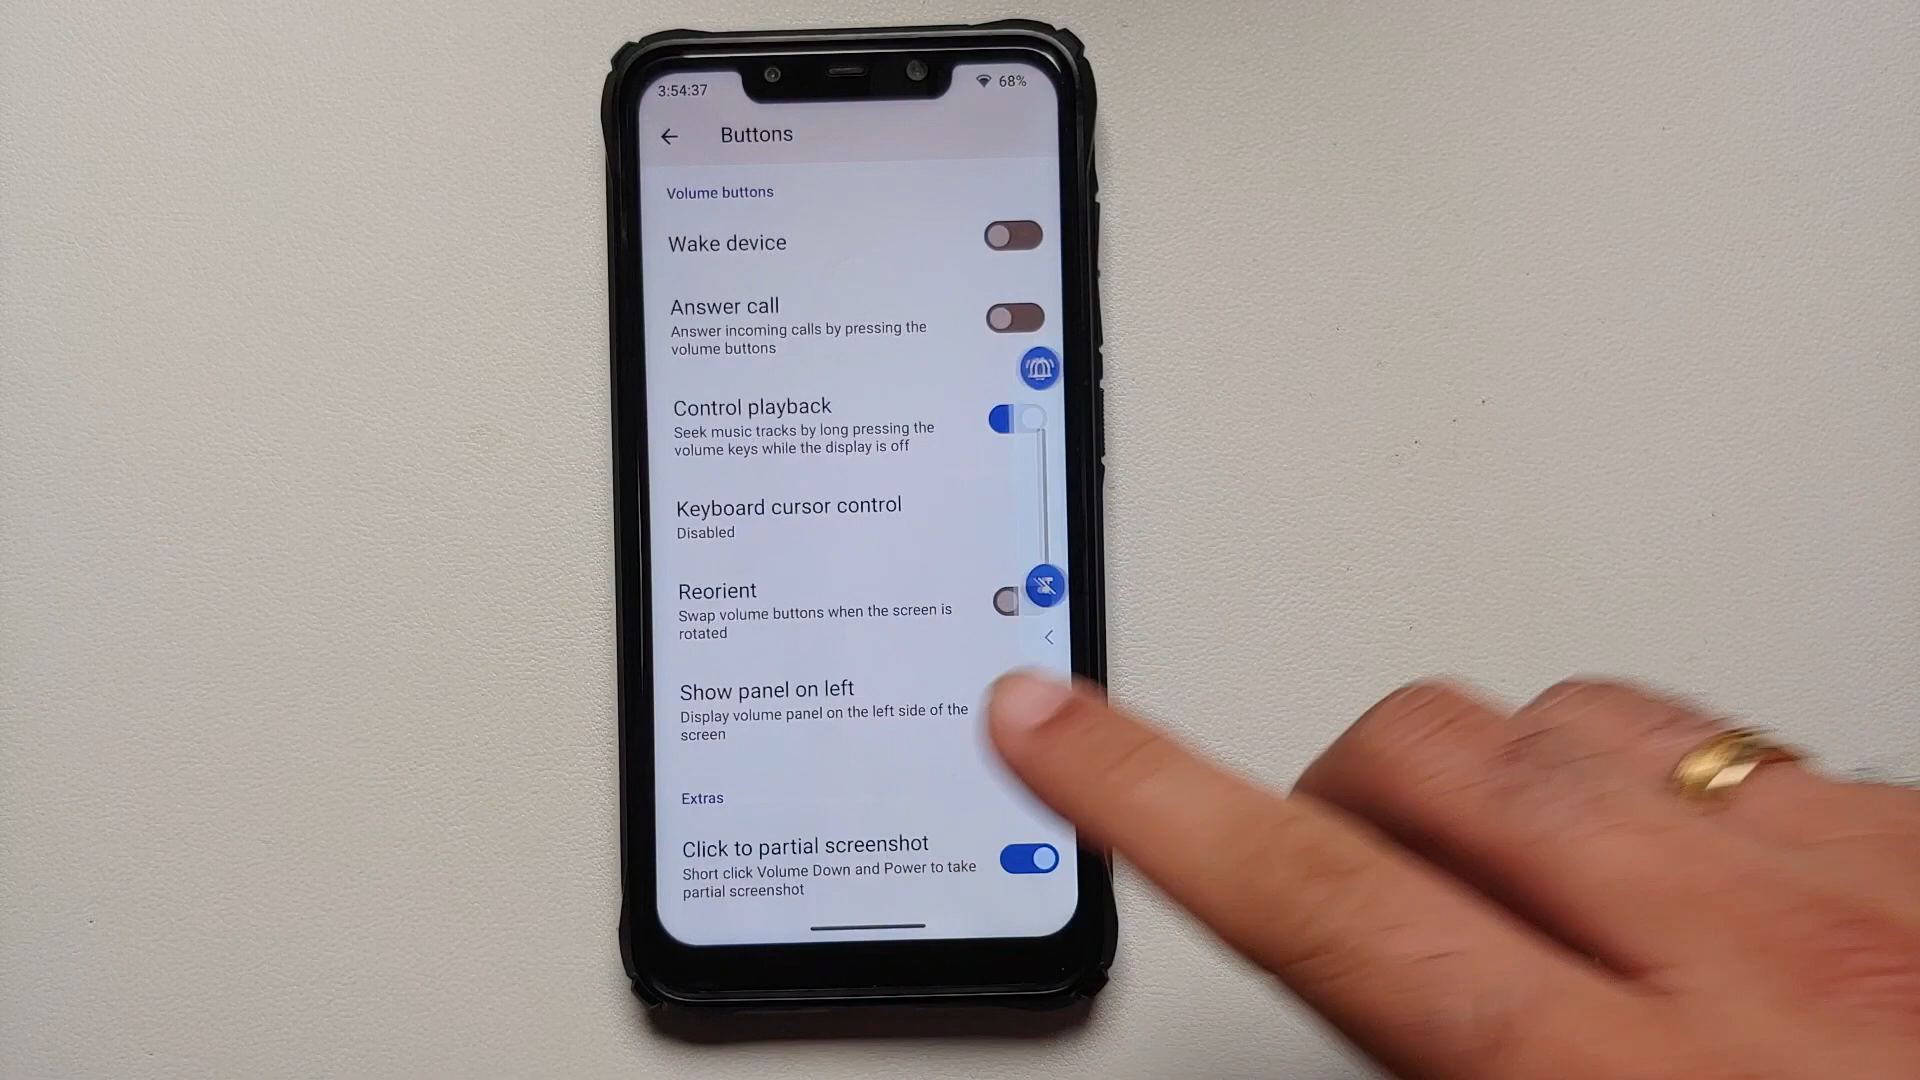 3:54:37
68%
Buttons
Volume buttons
Wake device
Answer call
Answer incoming calls by pressing the
volume buttons
Control playback
Seek music tracks by long pressing the
volume keys while the display is off
Keyboard cursor control
Disabled
Reorient
Swap volume buttons when the screen is
rotated
Show panel on left
Display volume panel on the left side of the
screen
Extras
Click to partial screenshot
Short click Volume Down and Power to take
partial screenshot